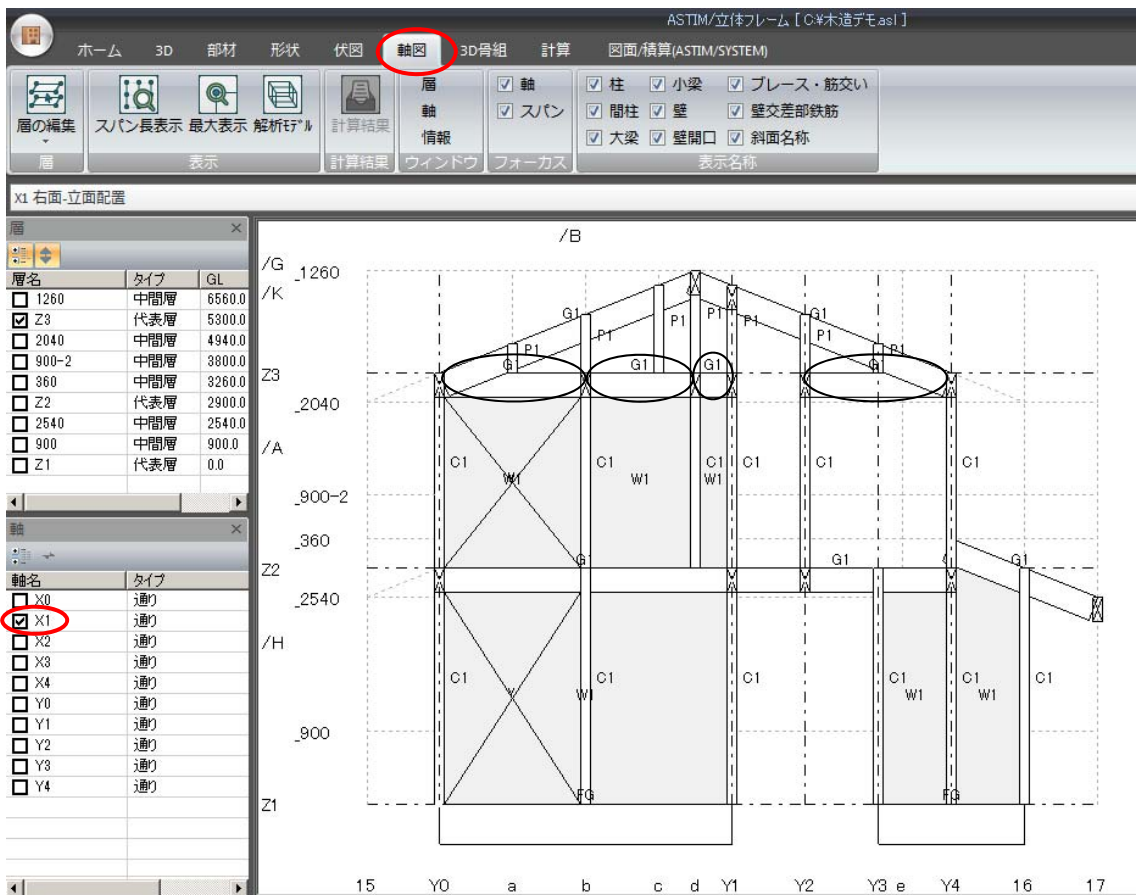 ASTIM/立体フレーム [ C:¥木造デモ.asl ]
ホーム 3D 部材 形状 伏図 軸図 3D骨組 計算 図面/積算(ASTIM/SYSTEM)
層の編集 スパン長表示 最大表示 解析ﾓﾃﾞﾙ 計算結果
層
軸
情報
軸
スパン
柱 小梁 ブレース・筋交い
間柱 壁 壁交差部鉄筋
大梁 壁開口 斜面名称
層 表示 計算結果 ウィンドウ フォーカス 表示名称
X1 右面-立面配置
層
層名 タイプ GL
1260 中間層 6560.0
Z3 代表層 5300.0
2040 中間層 4940.0
900-2 中間層 3800.0
360 中間層 3260.0
Z2 代表層 2900.0
2540 中間層 2540.0
900 中間層 900.0
Z1 代表層 0.0
軸
軸名 タイプ
X0 通り
X1 通り
X2 通り
X3 通り
X4 通り
Y0 通り
Y1 通り
Y2 通り
Y3 通り
Y4 通り
/B
/G _1260
/K
G1 G1
P1 P1 P1
P1 P1
P1 P1
G1 G1 G1 G1
Z3
_2040
/A
C1 W1 C1 W1 C1 W1 C1 C1 C1
_900-2
_360
G1 G1 G1
Z2
_2540
/H
C1 W1 C1 C1 C1 W1 C1 W1 C1
_900
FG FG
Z1
15 Y0 a b c d Y1 Y2 Y3 e Y4 16 17